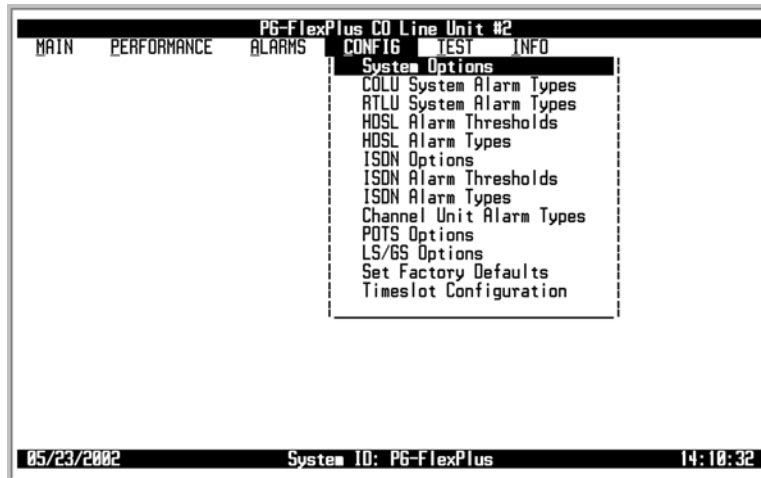 PG-FlexPlus CO Line Unit #2
MAIN PERFORMANCE ALARMS CONFIG TEST INFO
System Options
COLU System Alarm Types
RTLU System Alarm Types
HDSL Alarm Thresholds
HDSL Alarm Types
ISDN Options
ISDN Alarm Thresholds
ISDN Alarm Types
Channel Unit Alarm Types
POTS Options
LS/GS Options
Set Factory Defaults
Timeslot Configuration
05/23/2002 System ID: PG-FlexPlus 14:10:32